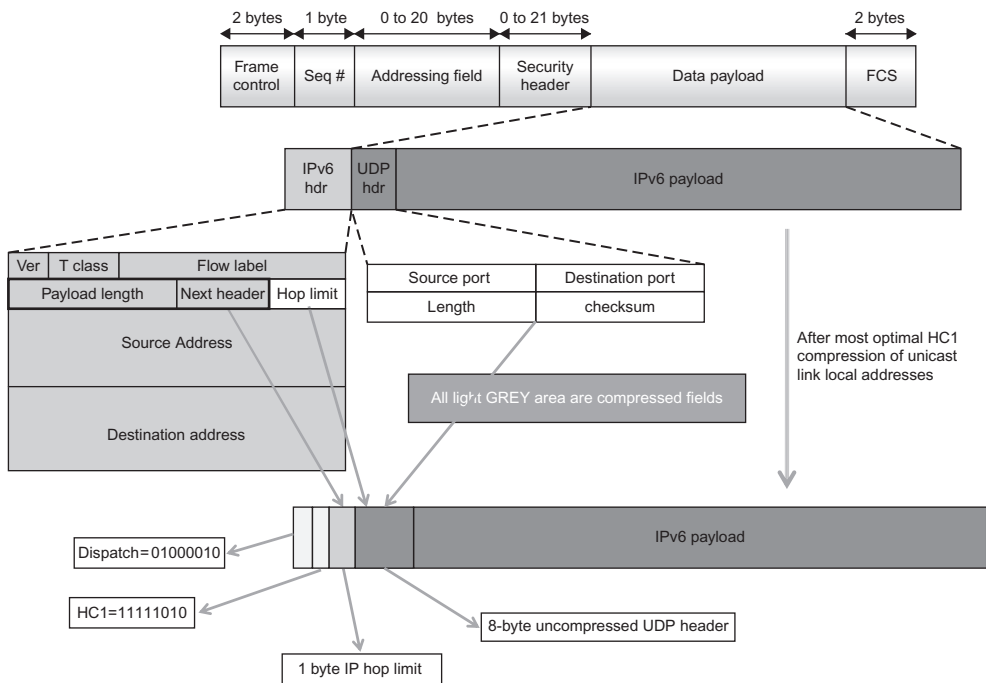 2 bytes 1 byte 0 to 20 bytes 0 to 21 bytes 2 bytes
Frame control Seq # Addressing field Security header Data payload FCS
IPv6 hdr UDP hdr IPv6 payload
Ver T class Flow label
Payload length Next header Hop limit
Source Address
Destination address
Source port Destination port
Length checksum
After most optimal HC1
compression of unicast
link local addresses
All light GREY area are compressed fields
IPv6 payload
Dispatch=01000010
HC1=11111010
8-byte uncompressed UDP header
1 byte IP hop limit